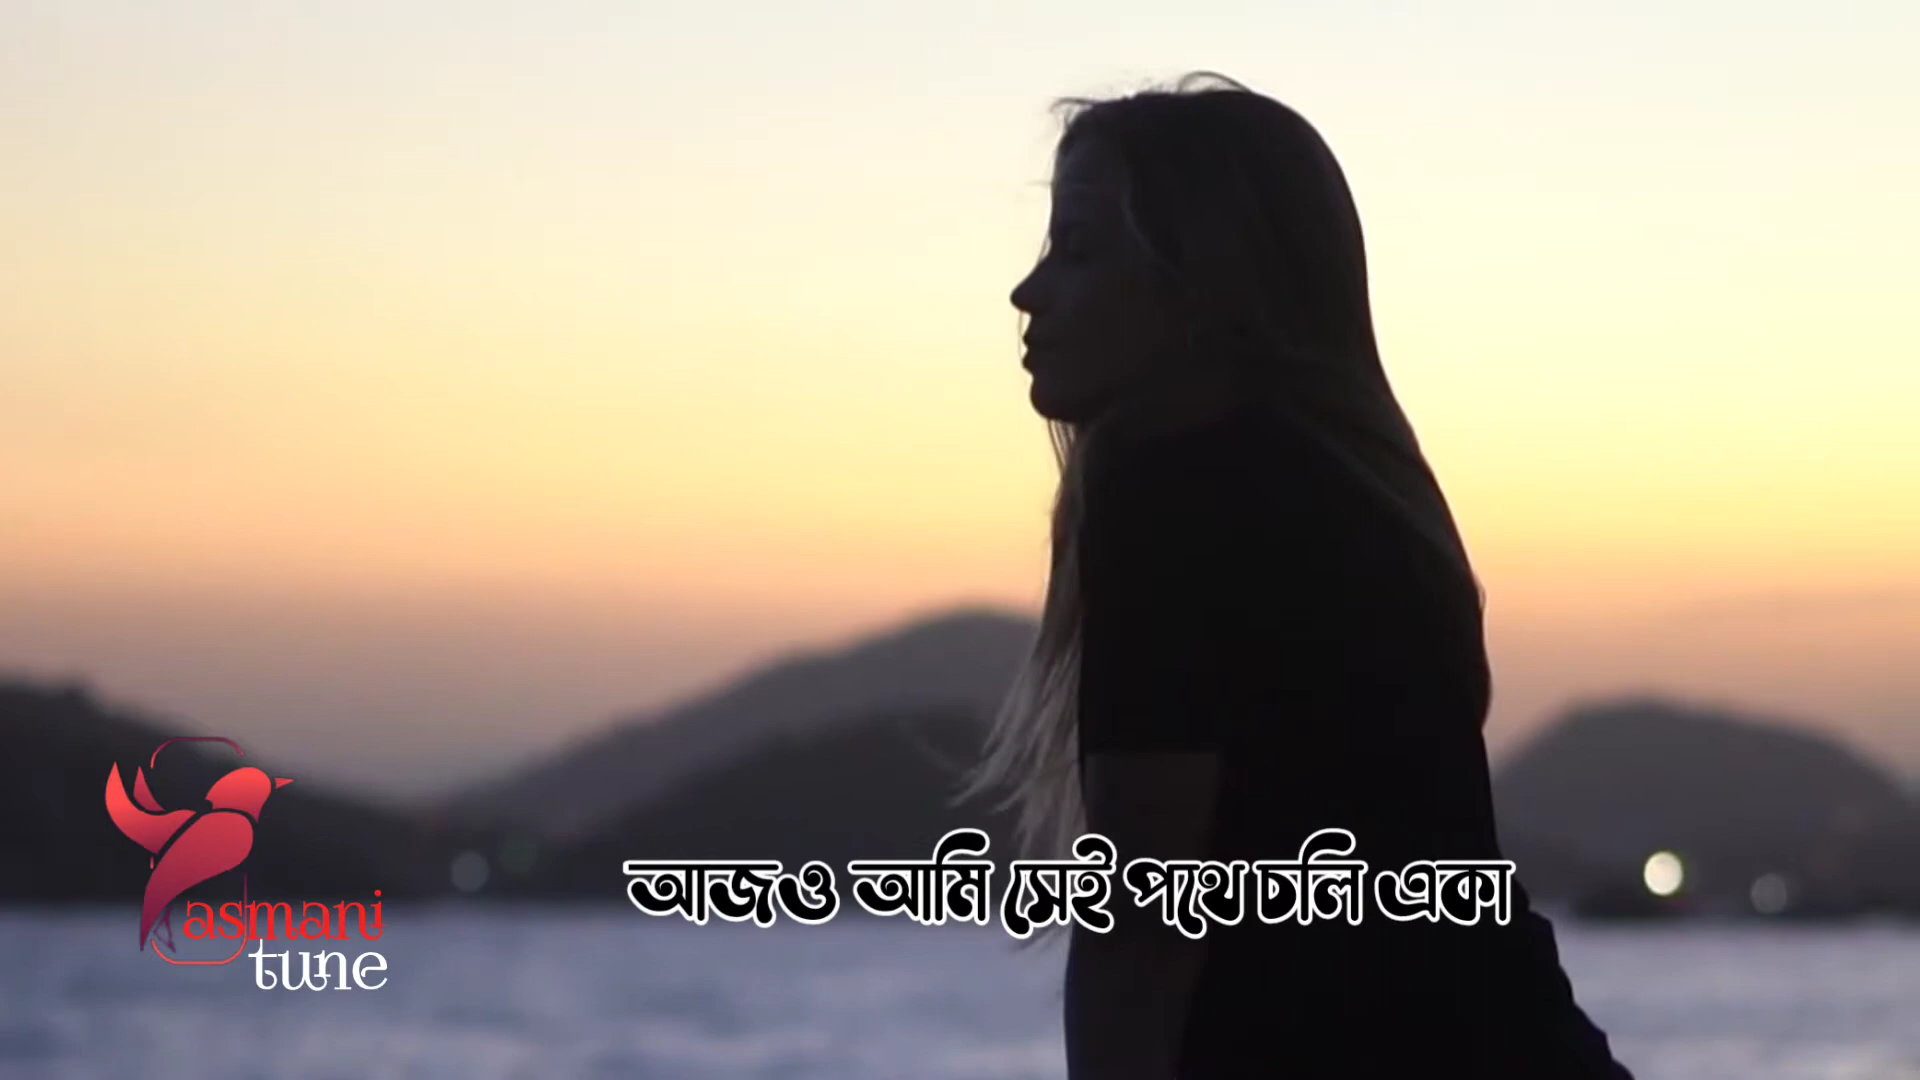 আজও আমি সেই পথে চলি একা
asmani
tune